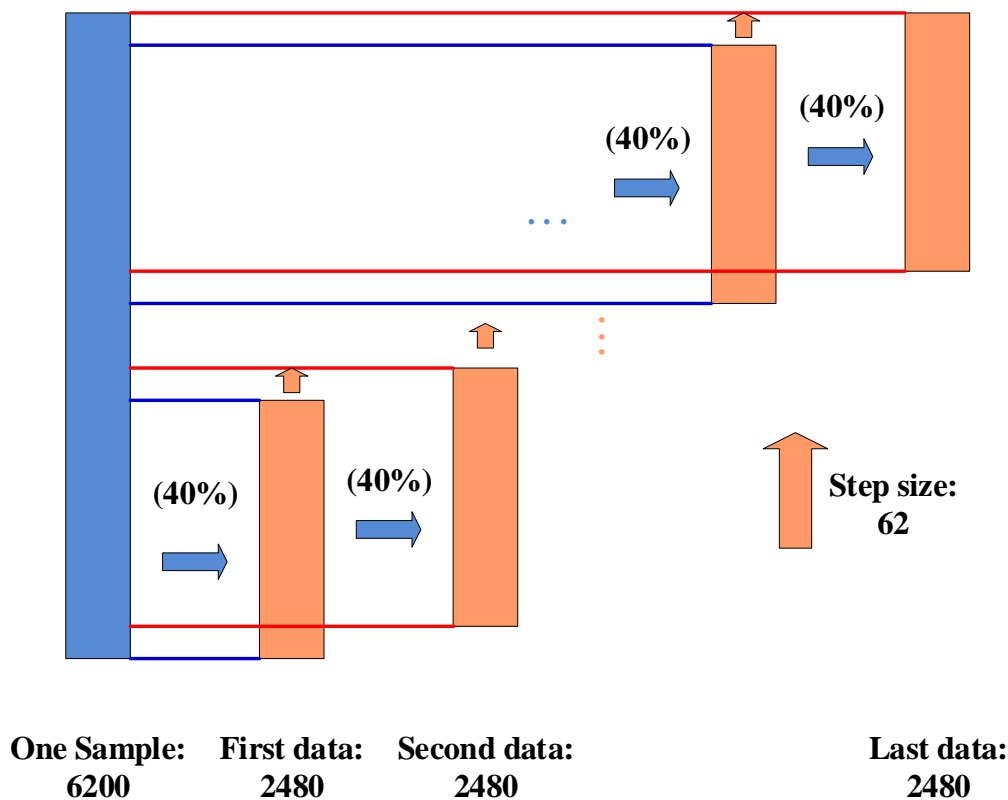 (40%)
(40%)
...
(40%)
(40%)
Step size:
62
One Sample:
6200
First data:
2480
Second data:
2480
Last data:
2480